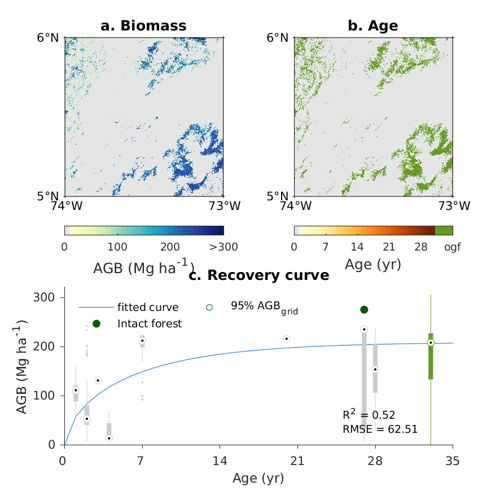 a. Biomass
b. Age
6°N
5°N
74°W 73°W
6°N
5°N
74°W 73°W
0 100 200 >300
AGB (Mg ha-1)
0 7 14 21 28 ogf
Age (yr)
c. Recovery curve
AGB (Mg ha-1)
300
200
100
0
fitted curve
95% AGBgrid
Intact forest
R2 = 0.52
RMSE = 62.51
0 7 14 21 28 35
Age (yr)